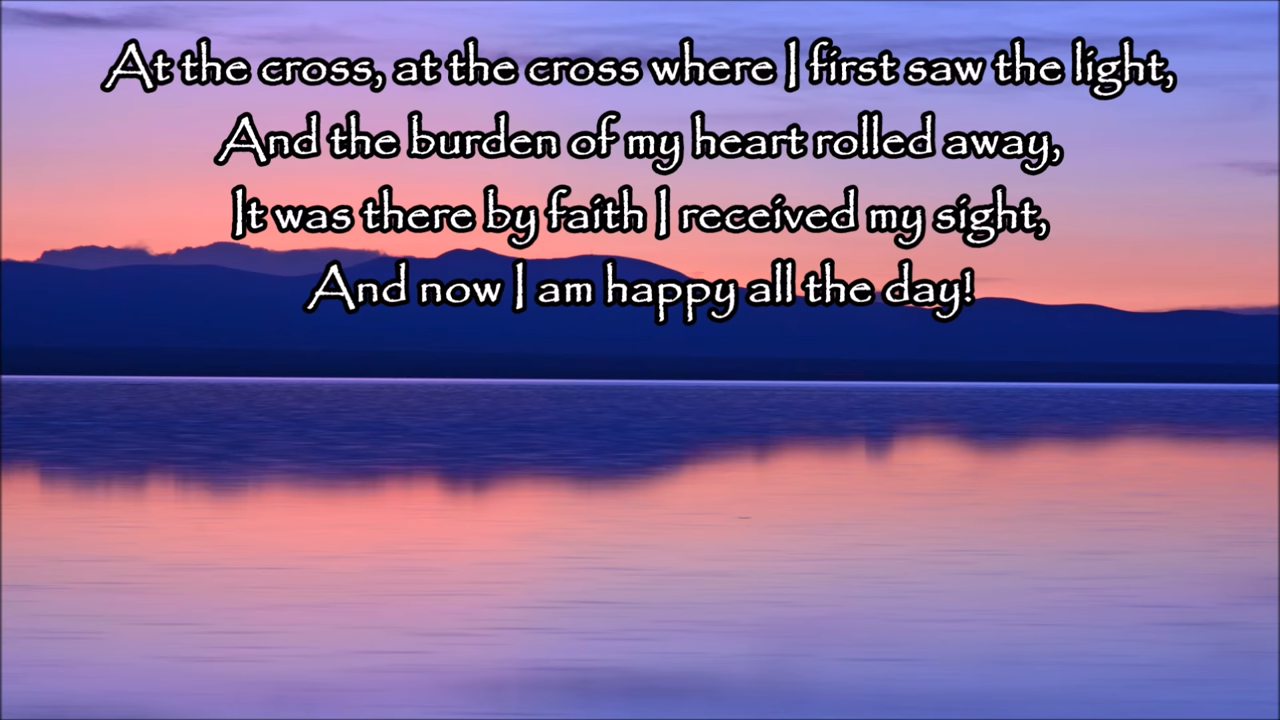 At the cross, at the cross where I first saw the light,
And the burden of my heart rolled away,
It was there by faith I received my sight,
And now I am happy all the day!